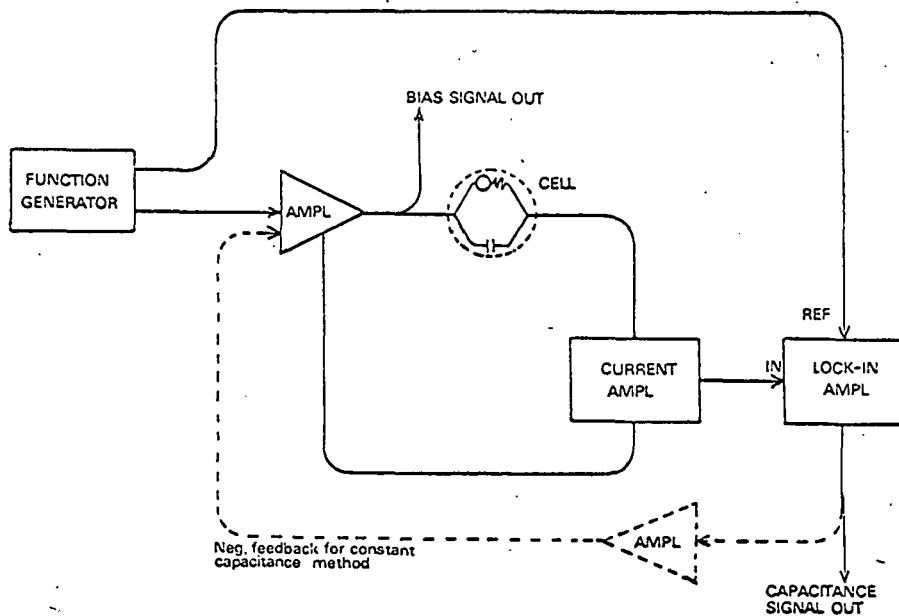 BIAS SIGNAL OUT
FUNCTION
GENERATOR
AMPL
CELL
REF
CURRENT
AMPL
IN
LOCK-IN
AMPL
Neg. feedback for constant
capacitance method
AMPL
CAPACITANCE
SIGNAL OUT